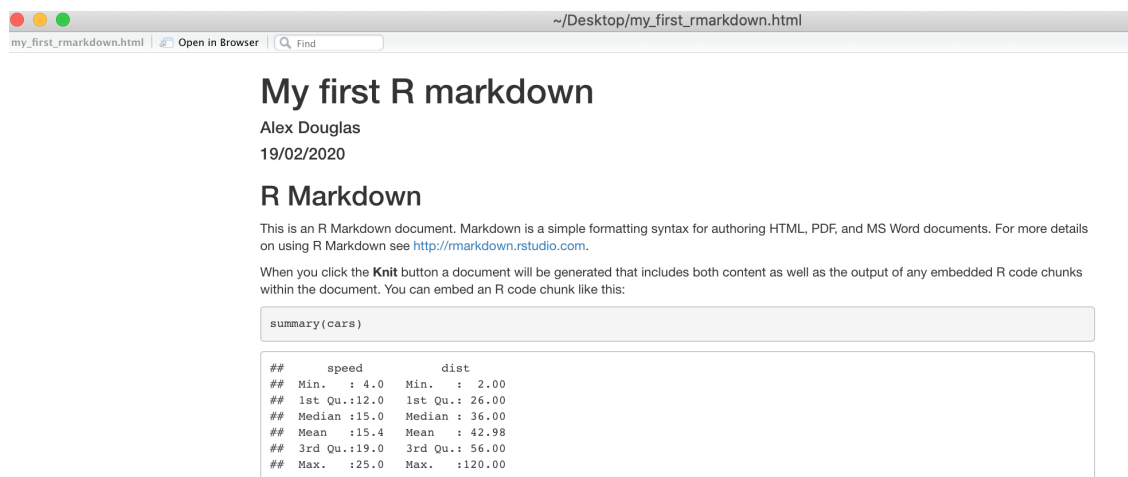 ~/Desktop/my_first_rmarkdown.html
my_first_rmarkdown.html Open in Browser Find
My first R markdown
Alex Douglas
19/02/2020
R Markdown
This is an R Markdown document. Markdown is a simple formatting syntax for authoring HTML, PDF, and MS Word documents. For more details
on using R Markdown see http://rmarkdown.rstudio.com.
When you click the Knit button a document will be generated that includes both content as well as the output of any embedded R code chunks
within the document. You can embed an R code chunk like this:
summary(cars)
##      speed           dist
##  Min.   : 4.0   Min.   :  2.00
##  1st Qu.:12.0   1st Qu.: 26.00
##  Median :15.0   Median : 36.00
##  Mean   :15.4   Mean   : 42.98
##  3rd Qu.:19.0   3rd Qu.: 56.00
##  Max.   :25.0   Max.   :120.00